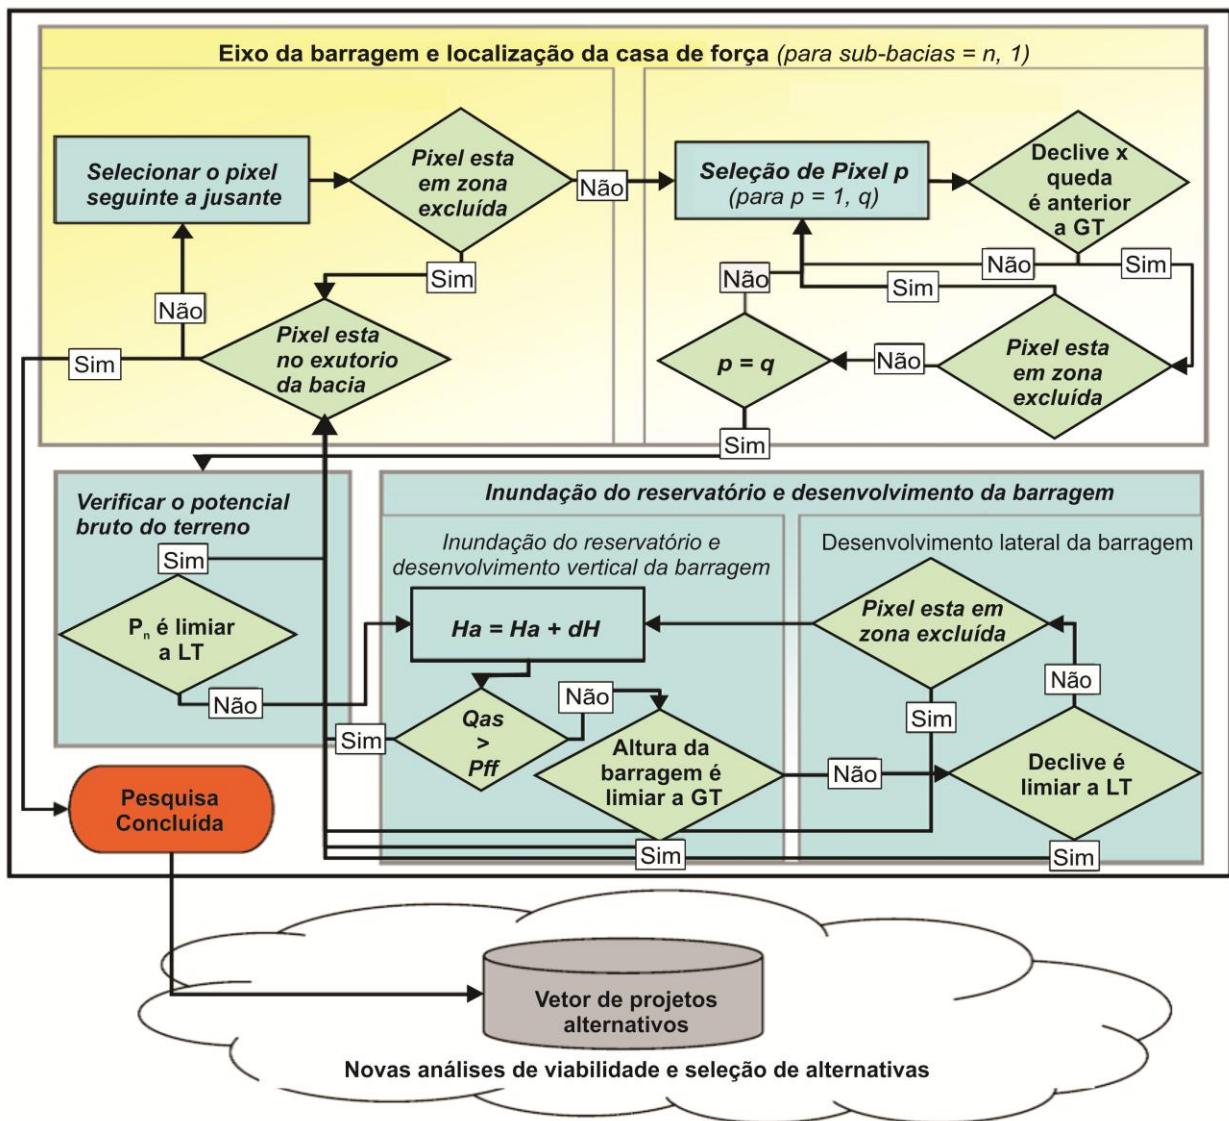 Eixo da barragem e localização da casa de força (para sub-bacias = n, 1)
Selecionar o pixel
seguinte a jusante
Pixel esta
em zona
excluída
Não
Sim
Não
Sim
Pixel esta
no exutorio
da bacia
Seleção de Pixel p
(para p = 1, q)
Declive x
queda
é anterior
a GT
Não
Sim
Não
Sim
p = q
Não
Pixel esta
em zona
excluída
Sim
Verificar o potencial
bruto do terreno
Sim
Pn é limiar
a LT
Não
Inundação do reservatório e desenvolvimento da barragem
Inundação do reservatório e
desenvolvimento vertical da barragem
Ha = Ha + dH
Não
Sim
Qas
>
Pff
Altura da
barragem é
limiar a GT
Não
Sim
Desenvolvimento lateral da barragem
Pixel esta em
zona excluída
Não
Sim
Declive é
limiar a LT
Sim
Pesquisa
Concluída
Vetor de projetos
alternativos
Novas análises de viabilidade e seleção de alternativas